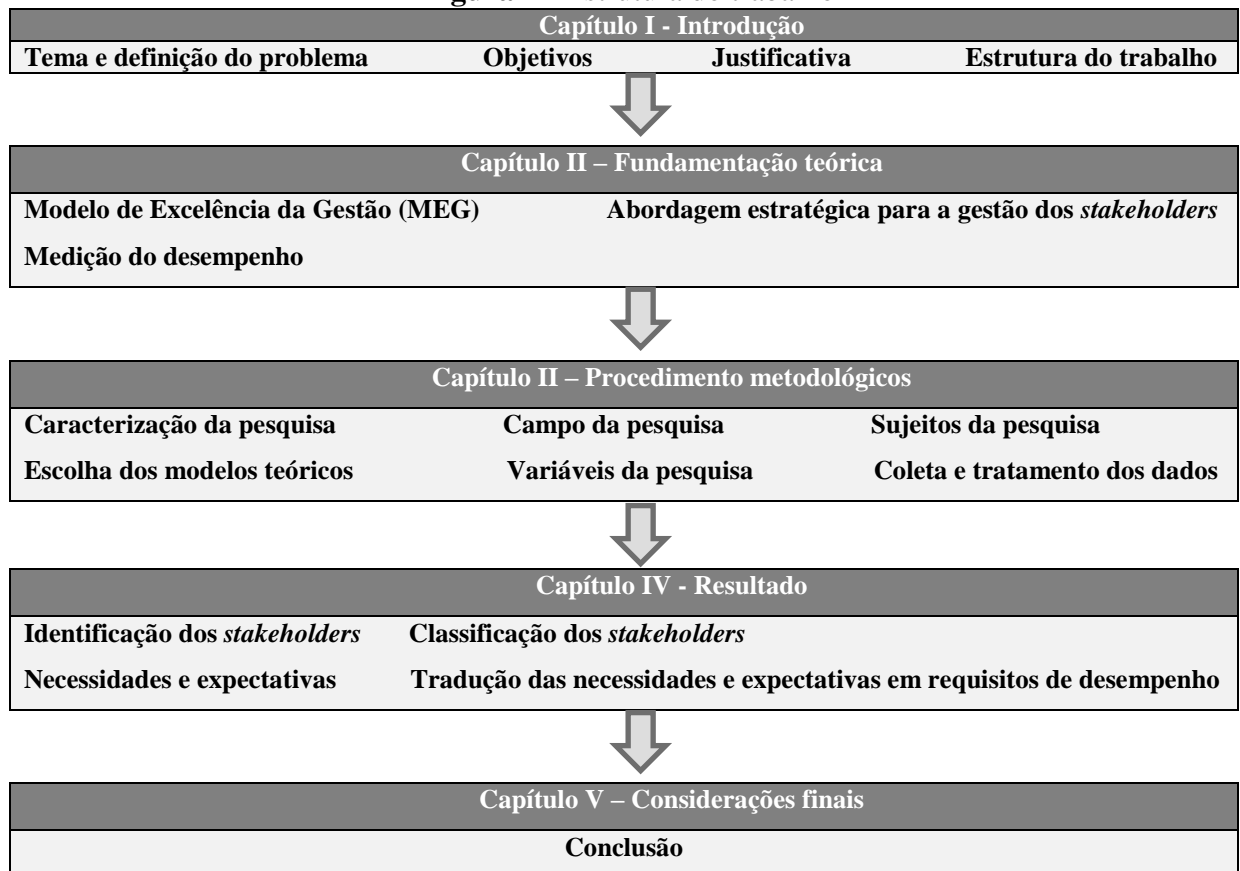 Capítulo I - Introdução
Tema e definição do problema Objetivos Justificativa Estrutura do trabalho
Capítulo II – Fundamentação teórica
Modelo de Excelência da Gestão (MEG) Abordagem estratégica para a gestão dos stakeholders
Medição do desempenho
Capítulo II – Procedimento metodológicos
Caracterização da pesquisa Campo da pesquisa Sujeitos da pesquisa
Escolha dos modelos teóricos Variáveis da pesquisa Coleta e tratamento dos dados
Capítulo IV - Resultado
Identificação dos stakeholders Classificação dos stakeholders
Necessidades e expectativas Tradução das necessidades e expectativas em requisitos de desempenho
Capítulo V – Considerações finais
Conclusão